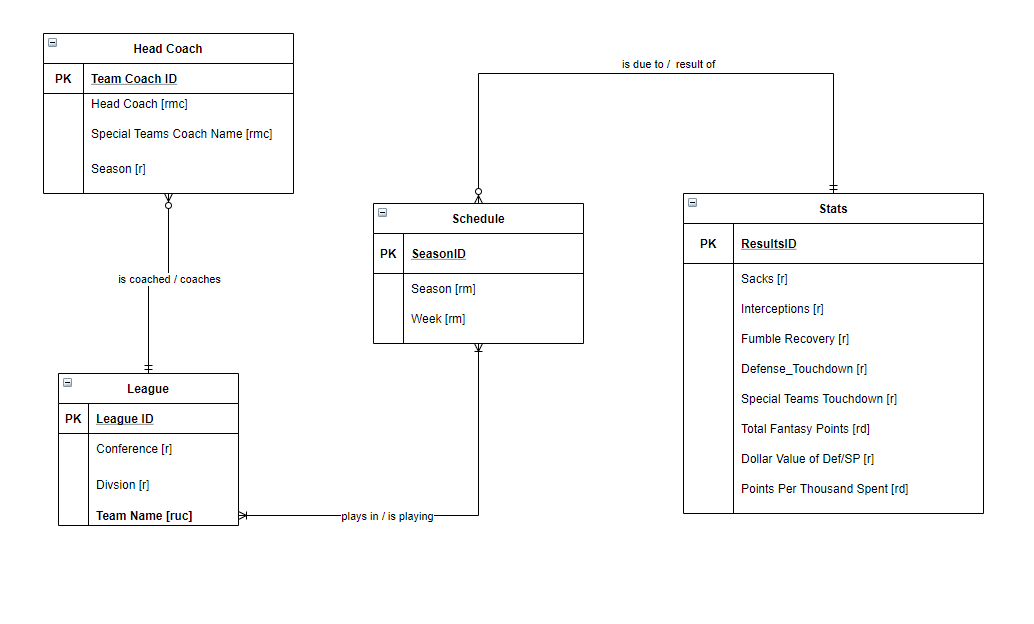 Head Coach
PK Team Coach ID
Head Coach [rmc]
Special Teams Coach Name [rmc]
Season [r]
is due to / result of
Schedule
PK SeasonID
Season [rm]
Week [rm]
Stats
PK ResultsID
Sacks [r]
Interceptions [r]
Fumble Recovery [r]
Defense_Touchdown [r]
Special Teams Touchdown [r]
Total Fantasy Points [rd]
Dollar Value of Def/SP [r]
Points Per Thousand Spent [rd]
is coached / coaches
League
PK League ID
Conference [r]
Divsion [r]
Team Name [ruc]
plays in / is playing